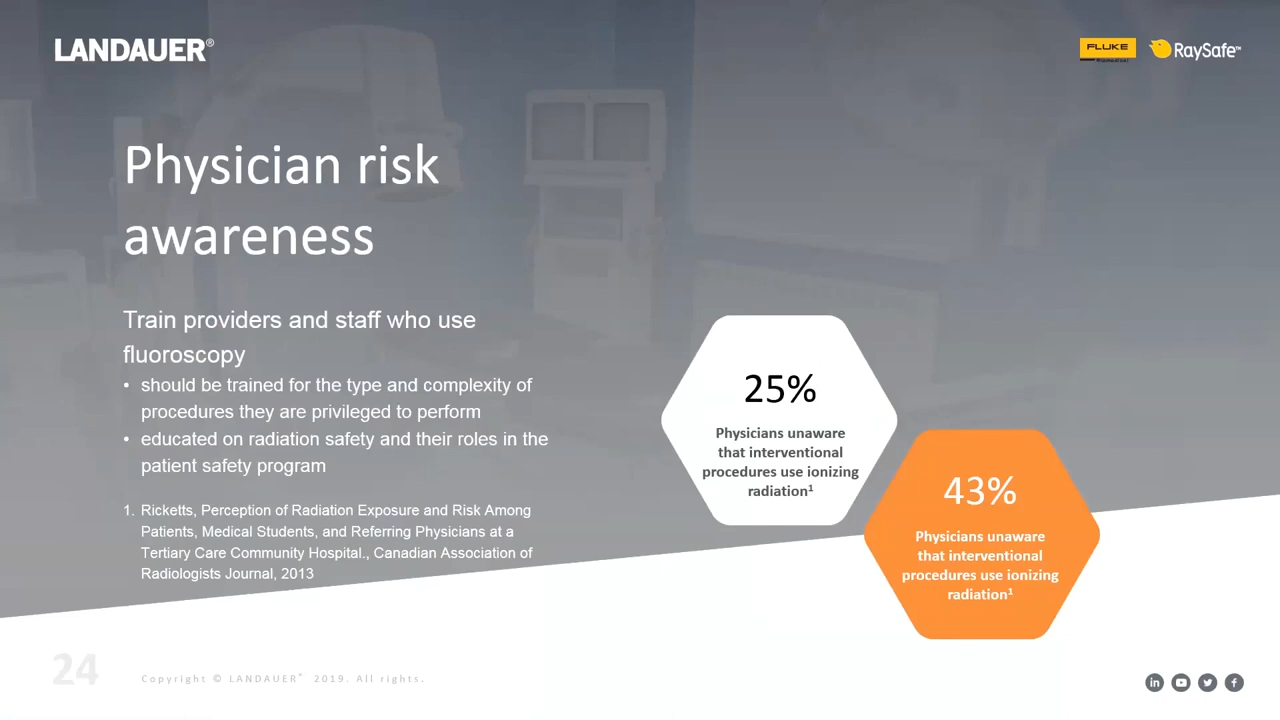 LANDAUER®
FLUKE
RaySafe™
Physician risk
awareness
Train providers and staff who use
fluoroscopy
• should be trained for the type and complexity of
procedures they are privileged to perform
• educated on radiation safety and their roles in the
patient safety program
1. Ricketts, Perception of Radiation Exposure and Risk Among
Patients, Medical Students, and Referring Physicians at a
Tertiary Care Community Hospital., Canadian Association of
Radiologists Journal, 2013
25%
Physicians unaware
that interventional
procedures use ionizing
radiation¹
43%
Physicians unaware
that interventional
procedures use ionizing
radiation¹
24
Copyright © LANDAUER® 2019. All rights.